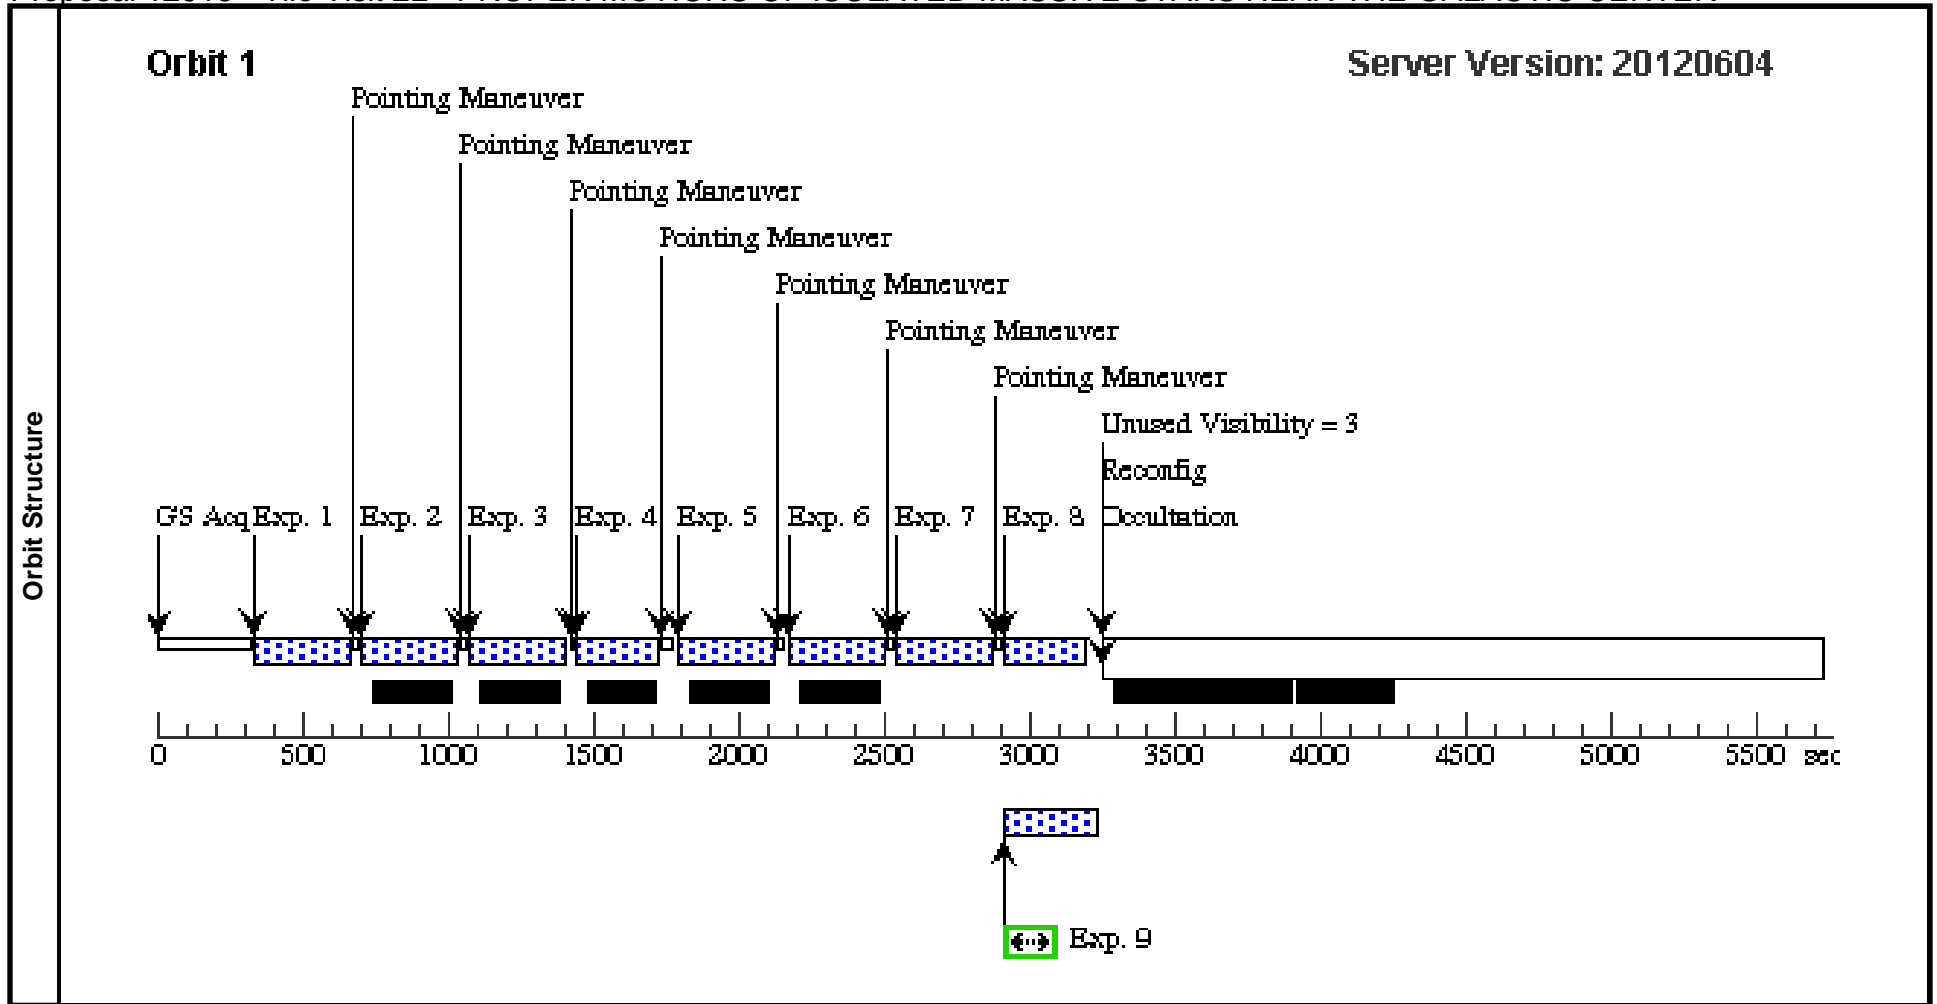 Orbit 1
Server Version: 20120604
Pointing Maneuver
Pointing Maneuver
Pointing Maneuver
Pointing Maneuver
Pointing Maneuver
Pointing Maneuver
Pointing Maneuver
Unused Visibility = 3
Reconfig
GS Acq Exp. 1 Exp. 2 Exp. 3 Exp. 4 Exp. 5 Exp. 6 Exp. 7 Exp. 8 Occultation
Orbit Structure
0 500 1000 1500 2000 2500 3000 3500 4000 4500 5000 5500 sec
Exp. 9